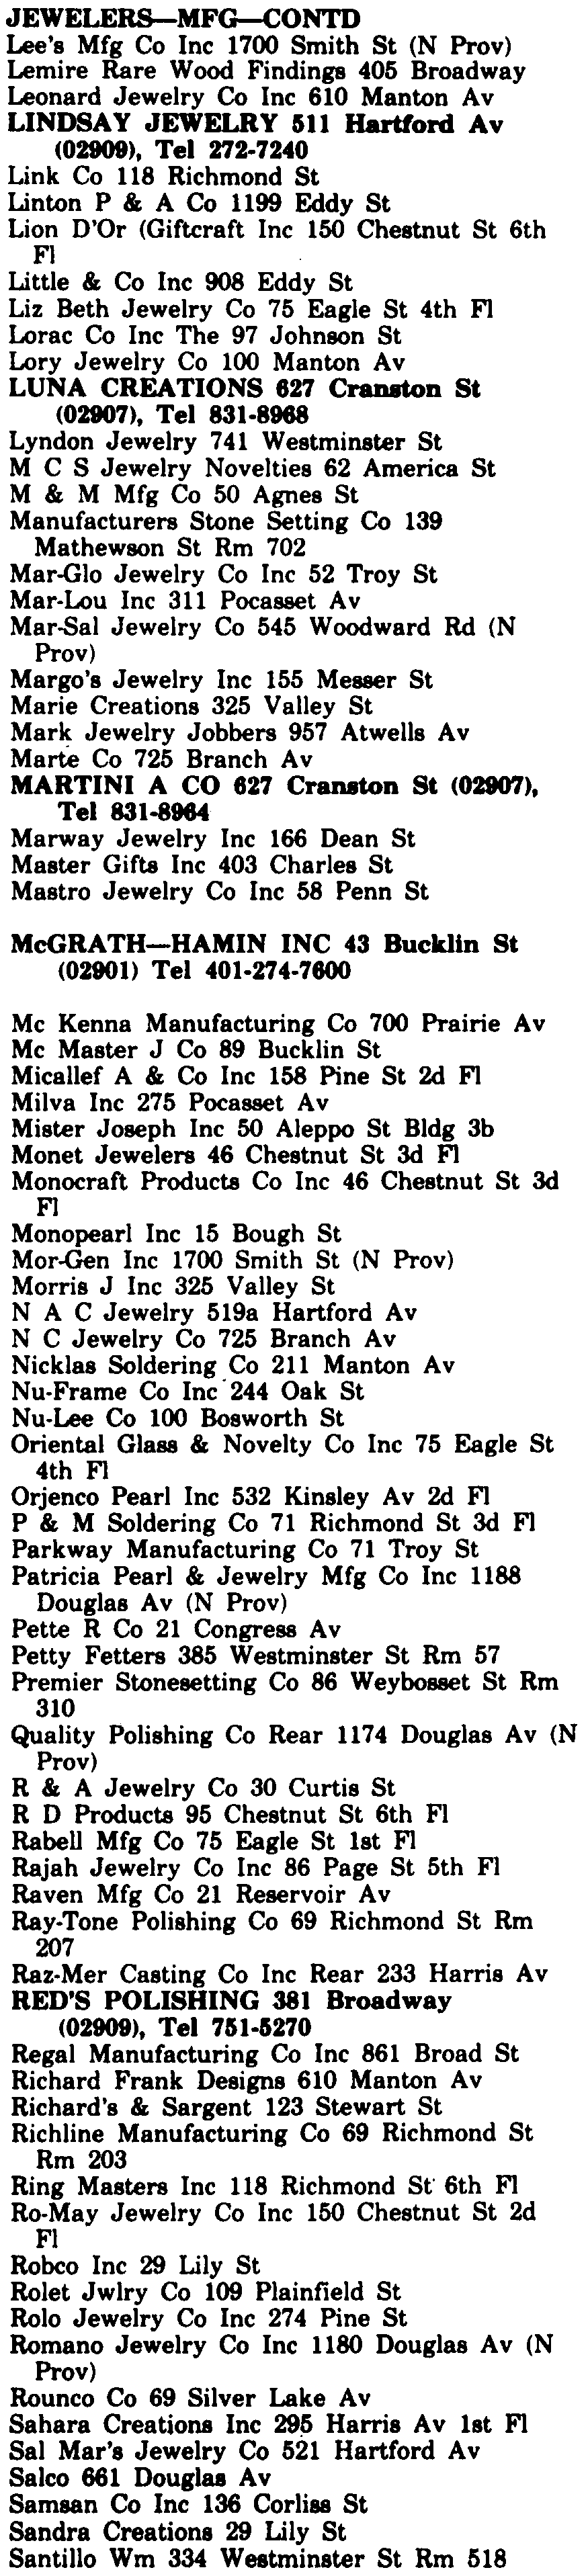 JEWELERS—MFG—CONTD
Lee's Mfg Co Inc 1700 Smith St (N Prov)
Lemire Rare Wood Findings 405 Broadway
Leonard Jewelry Co Inc 610 Manton Av
LINDSAY JEWELRY 511 Hartford Av
(02909), Tel 272-7240
Link Co 118 Richmond St
Linton P & A Co 1199 Eddy St
Lion D'Or (Giftcraft Inc 150 Chestnut St 6th
Fl
Little & Co Inc 908 Eddy St
Liz Beth Jewelry Co 75 Eagle St 4th Fl
Lorac Co Inc The 97 Johnson St
Lory Jewelry Co 100 Manton Av
LUNA CREATIONS 627 Cranston St
(02907), Tel 831-8968
Lyndon Jewelry 741 Westminster St
M C S Jewelry Novelties 62 America St
M & M Mfg Co 50 Agnes St
Manufacturers Stone Setting Co 139
Mathewson St Rm 702
Mar-Glo Jewelry Co Inc 52 Troy St
Mar-Lou Inc 311 Pocasset Av
Mar-Sal Jewelry Co 545 Woodward Rd (N
Prov)
Margo's Jewelry Inc 155 Messer St
Marie Creations 325 Valley St
Mark Jewelry Jobbers 957 Atwells Av
Marte Co 725 Branch Av
MARTINI A CO 627 Cranston St (02907),
Tel 831-8964
Marway Jewelry Inc 166 Dean St
Master Gifts Inc 403 Charles St
Mastro Jewelry Co Inc 58 Penn St
McGRATH—HAMIN INC 43 Bucklin St
(02901) Tel 401-274-7600
Mc Kenna Manufacturing Co 700 Prairie Av
Mc Master J Co 89 Bucklin St
Micallef A & Co Inc 158 Pine St 2d Fl
Milva Inc 275 Pocasset Av
Mister Joseph Inc 50 Aleppo St Bldg 3b
Monet Jewelers 46 Chestnut St 3d Fl
Monocraft Products Co Inc 46 Chestnut St 3d
Fl
Monopearl Inc 15 Bough St
Mor-Gen Inc 1700 Smith St (N Prov)
Morris J Inc 325 Valley St
N A C Jewelry 519a Hartford Av
N C Jewelry Co 725 Branch Av
Nicklas Soldering Co 211 Manton Av
Nu-Frame Co Inc 244 Oak St
Nu-Lee Co 100 Bosworth St
Oriental Glass & Novelty Co Inc 75 Eagle St
4th Fl
Orjenco Pearl Inc 532 Kinsley Av 2d Fl
P & M Soldering Co 71 Richmond St 3d Fl
Parkway Manufacturing Co 71 Troy St
Patricia Pearl & Jewelry Mfg Co Inc 1188
Douglas Av (N Prov)
Pette R Co 21 Congress Av
Petty Fetters 385 Westminster St Rm 57
Premier Stonesetting Co 86 Weybosset St Rm
310
Quality Polishing Co Rear 1174 Douglas Av (N
Prov)
R & A Jewelry Co 30 Curtis St
R D Products 95 Chestnut St 6th Fl
Rabell Mfg Co 75 Eagle St 1st Fl
Rajah Jewelry Co Inc 86 Page St 5th Fl
Raven Mfg Co 21 Reservoir Av
Ray-Tone Polishing Co 69 Richmond St Rm
207
Raz-Mer Casting Co Inc Rear 233 Harris Av
RED'S POLISHING 381 Broadway
(02909), Tel 751-5270
Regal Manufacturing Co Inc 861 Broad St
Richard Frank Designs 610 Manton Av
Richard's & Sargent 123 Stewart St
Richline Manufacturing Co 69 Richmond St
Rm 203
Ring Masters Inc 118 Richmond St 6th Fl
Ro-May Jewelry Co Inc 150 Chestnut St 2d
Fl
Robco Inc 29 Lily St
Rolet Jwlry Co 109 Plainfield St
Rolo Jewelry Co Inc 274 Pine St
Romano Jewelry Co Inc 1180 Douglas Av (N
Prov)
Rounco Co 69 Silver Lake Av
Sahara Creations Inc 295 Harris Av 1st Fl
Sal Mar's Jewelry Co 521 Hartford Av
Salco 661 Douglas Av
Samsan Co Inc 136 Corliss St
Sandra Creations 29 Lily St
Santillo Wm 334 Westminster St Rm 518